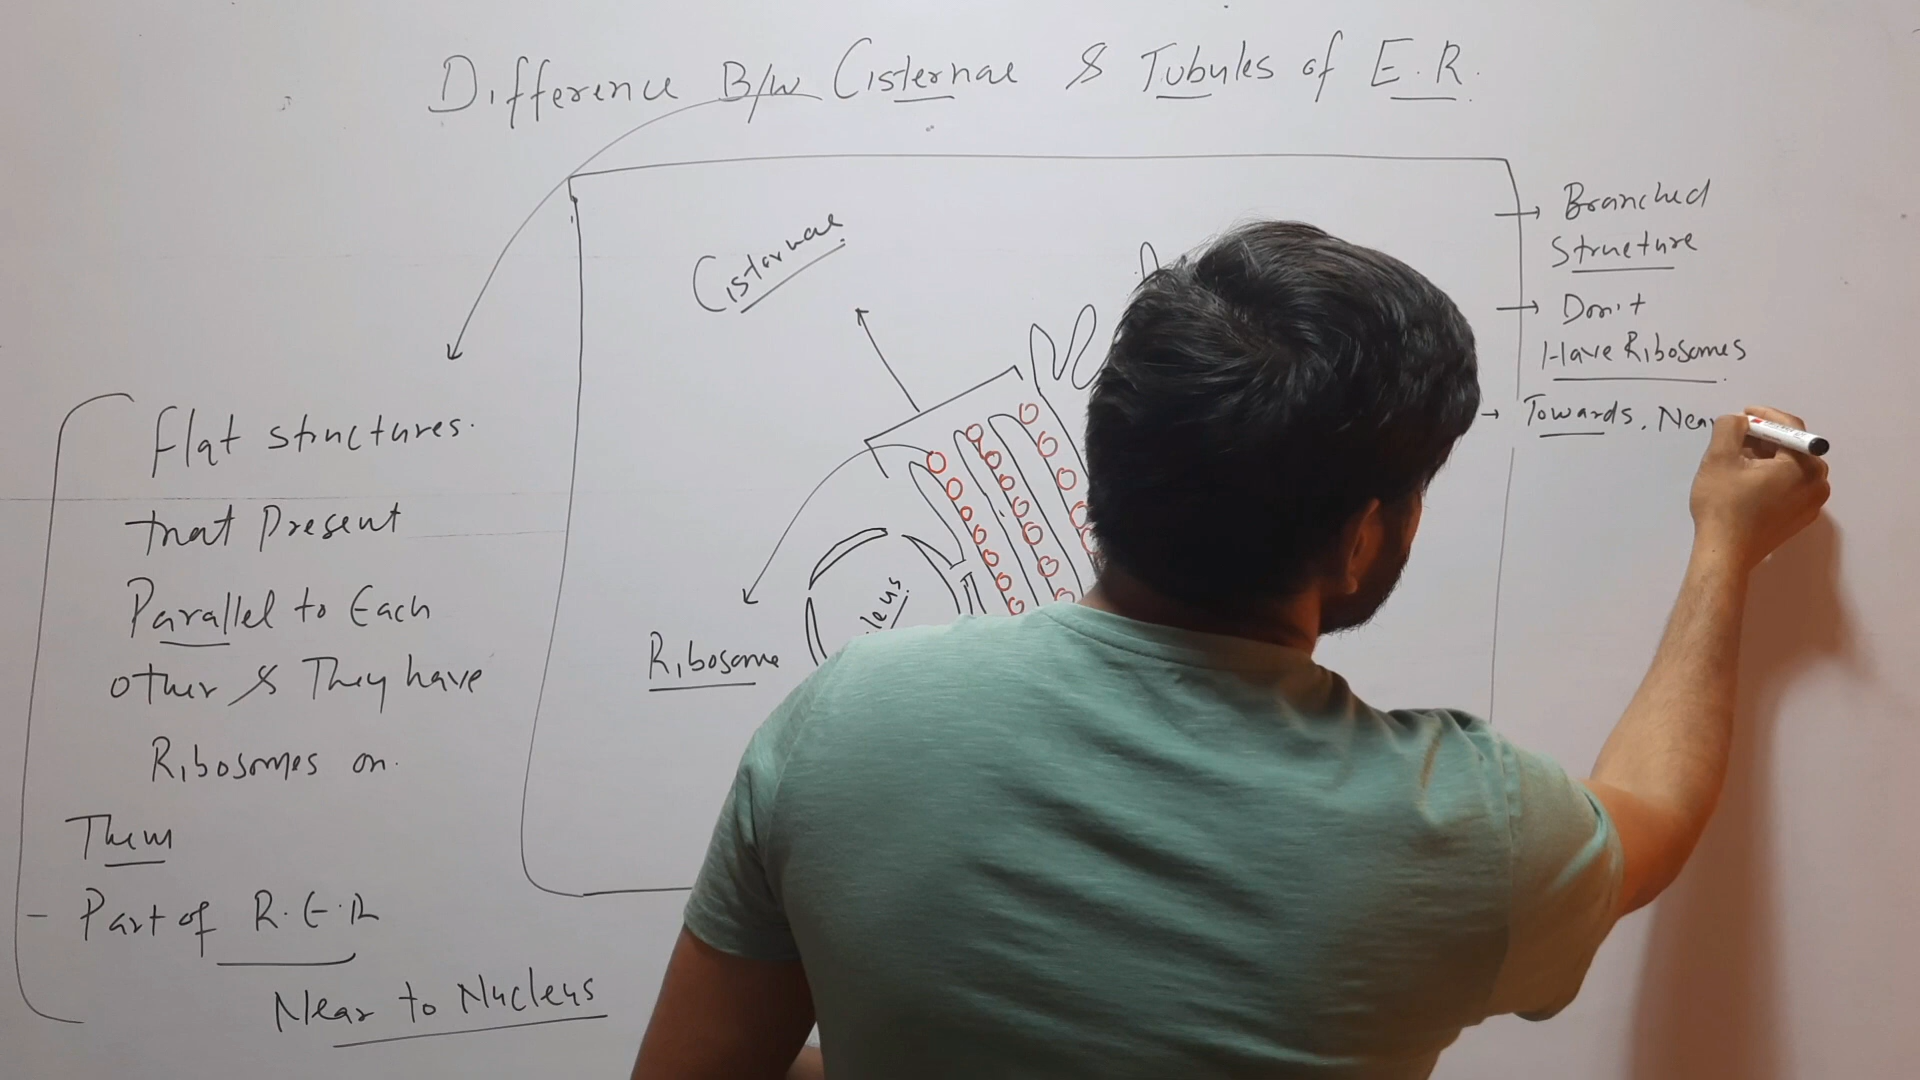 Difference B/w Cisternae & Tubules of E.R.
Cisternae
Ribosome
Flat structures.
that Present
Parallel to Each
other & They have
Ribosomes on.
Them
- Part of R.E.R
Near to Nucleus
Branched
Structure
Don't
Have Ribosomes
Towards. Near